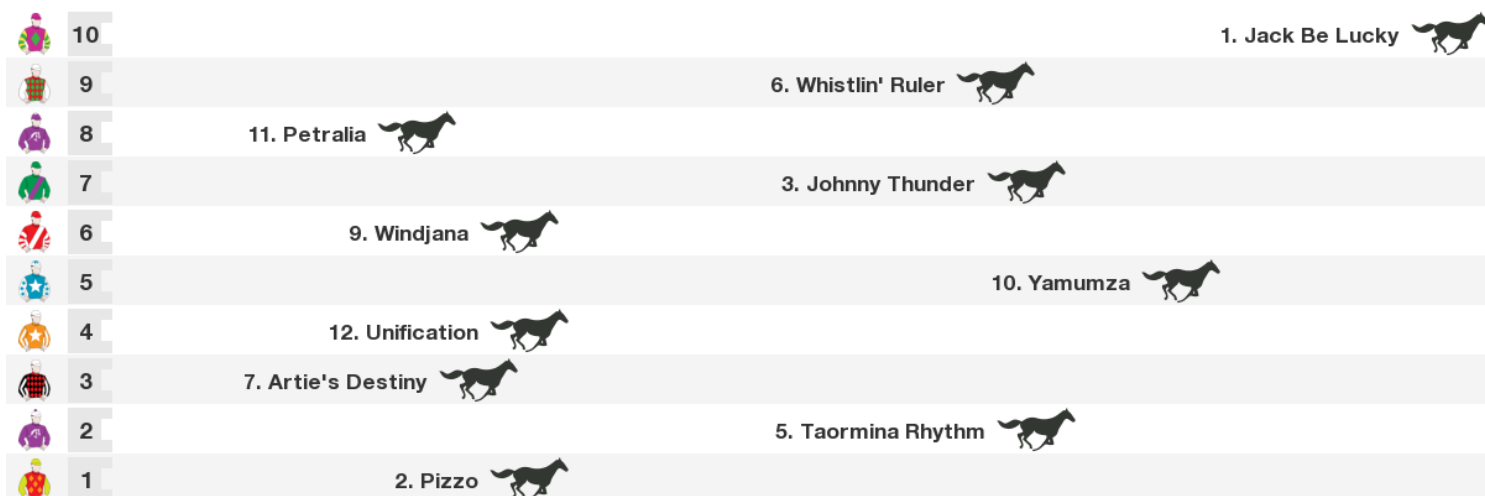 10 1. Jack Be Lucky
9 6. Whistlin' Ruler
8 11. Petralia
7 3. Johnny Thunder
6 9. Windjana
5 10. Yamumza
4 12. Unification
3 7. Artie's Destiny
2 5. Taormina Rhythm
1 2. Pizzo